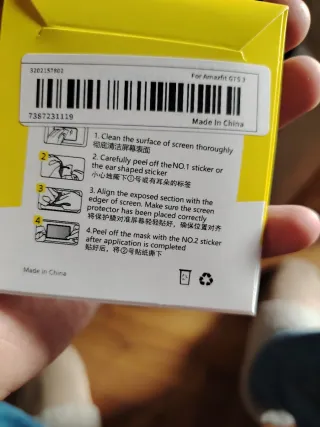 3202157903
For Amazfit GTS 3
7387231119
Made In China
1. Clean the surface of screen thoroughly
彻底清洁屏幕表面
2
2. Carefully peel off the NO.1 sticker or
the ear shaped sticker
小心地撕下①号或有耳朵的标签
3
3. Align the exposed section with the
edger of screen. Make sure the screen
protector has been placed correctly
将保护膜对准屏幕轻轻贴好，确保位置对齐
4
4.Peel off the mask with the NO.2 sticker
after application is completed
贴好后，将②号贴纸撕下
Made in China